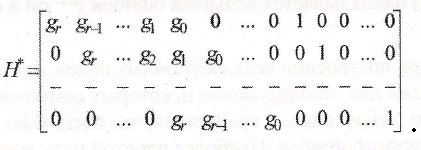 g_r g_{r-1} ... g_1 g_0 0 ... 0 1 0 0 ... 0
H* = 0 g_r ... g_2 g_1 g_0 ... 0 0 1 0 ... 0
– – – – – – – – – – – – –
0 0 ... 0 g_r g_{r-1} ... g_0 0 0 0 ... 1 .